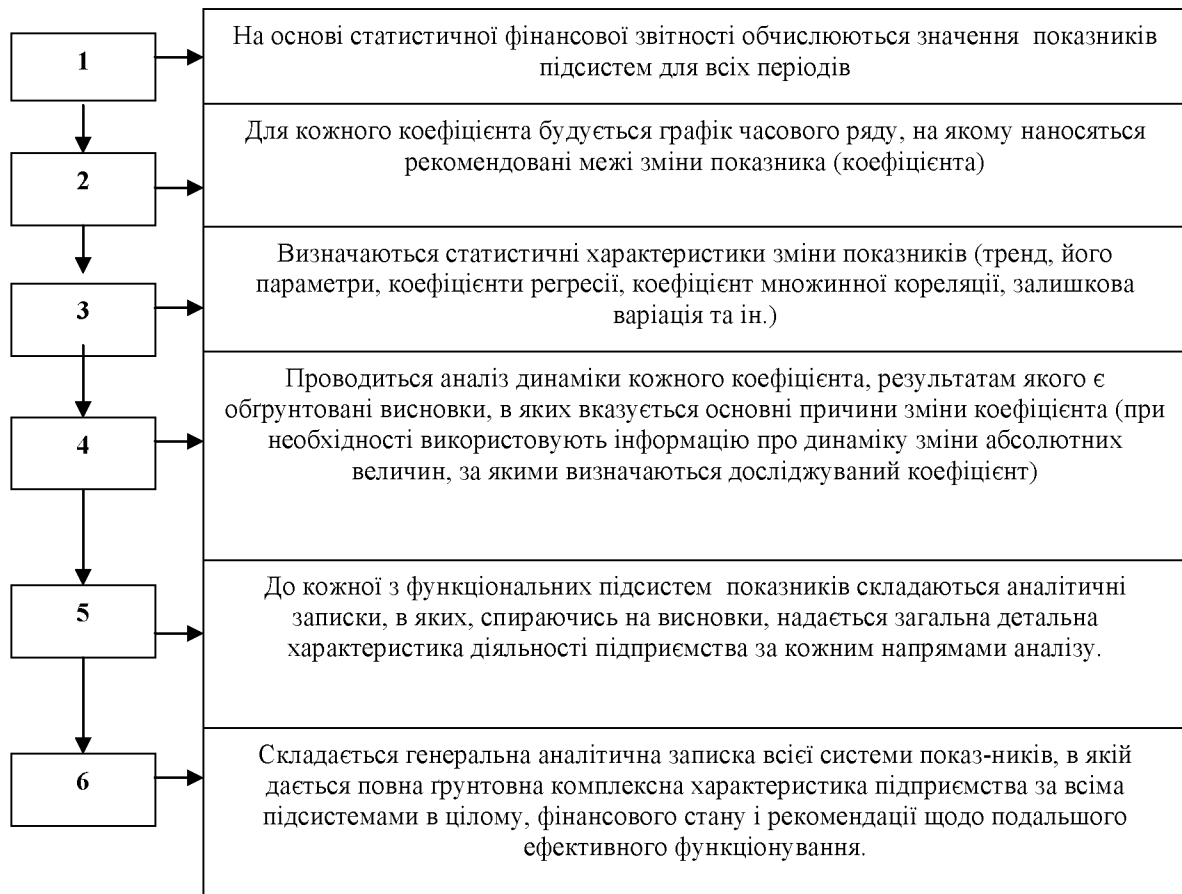 1
На основі статистичної фінансової звітності обчислюються значення показників
підсистем для всіх періодів
2
Для кожного коефіцієнта будується графік часового ряду, на якому наносяться
рекомендовані межі зміни показника (коефіцієнта)
3
Визначаються статистичні характеристики зміни показників (тренд, його
параметри, коефіцієнти регресії, коефіцієнт множинної кореляції, залишкова
варіація та ін.)
4
Проводиться аналіз динаміки кожного коефіцієнта, результатам якого є
обґрунтовані висновки, в яких вказується основні причини зміни коефіцієнта (при
необхідності використовують інформацію про динаміку зміни абсолютних
величин, за якими визначаються досліджуваний коефіцієнт)
5
До кожної з функціональних підсистем показників складаються аналітичні
записки, в яких, спираючись на висновки, надається загальна детальна
характеристика діяльності підприємства за кожним напрямами аналізу.
6
Складається генеральна аналітична записка всієї системи показ-ників, в якій
дається повна ґрунтовна комплексна характеристика підприємства за всіма
підсистемами в цілому, фінансового стану і рекомендації щодо подальшого
ефективного функціонування.